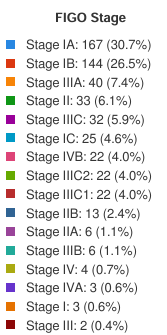 FIGO Stage
Stage IA: 167 (30.7%)
Stage IB: 144 (26.5%)
Stage IIIA: 40 (7.4%)
Stage II: 33 (6.1%)
Stage IIIC: 32 (5.9%)
Stage IC: 25 (4.6%)
Stage IVB: 22 (4.0%)
Stage IIIC2: 22 (4.0%)
Stage IIIC1: 22 (4.0%)
Stage IIB: 13 (2.4%)
Stage IIA: 6 (1.1%)
Stage IIIB: 6 (1.1%)
Stage IV: 4 (0.7%)
Stage IVA: 3 (0.6%)
Stage I: 3 (0.6%)
Stage III: 2 (0.4%)